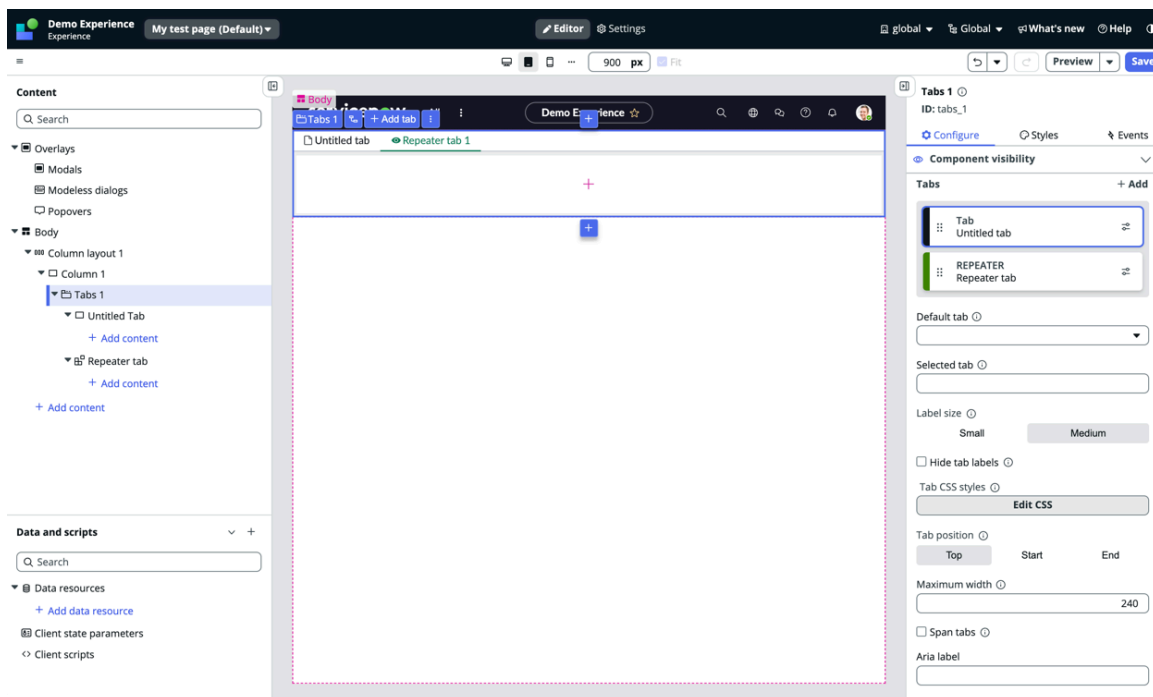 Demo Experience
Experience
My test page (Default)
Editor
Settings
global
Global
What's new
Help
900 px
Fit
Preview
Save
Content
Search
Overlays
Modals
Modeless dialogs
Popovers
Body
Column layout 1
Column 1
Tabs 1
Untitled Tab
+ Add content
Repeater tab
+ Add content
+ Add content
Data and scripts
Search
Data resources
+ Add data resource
Client state parameters
Client scripts
Body
Tabs 1
+ Add tab
Demo Experience
Untitled tab
Repeater tab 1
Tabs 1
ID: tabs_1
Configure
Styles
Events
Component visibility
Tabs
+ Add
Tab
Untitled tab
REPEATER
Repeater tab
Default tab
Selected tab
Label size
Small
Medium
Hide tab labels
Tab CSS styles
Edit CSS
Tab position
Top
Start
End
Maximum width
240
Span tabs
Aria label